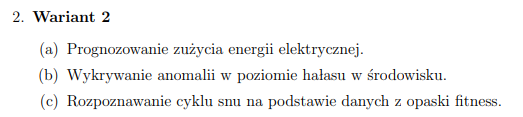 2. Wariant 2
(a) Prognozowanie zużycia energii elektrycznej.
(b) Wykrywanie anomalii w poziomie hałasu w środowisku.
(c) Rozpoznawanie cyklu snu na podstawie danych z opaski fitness.